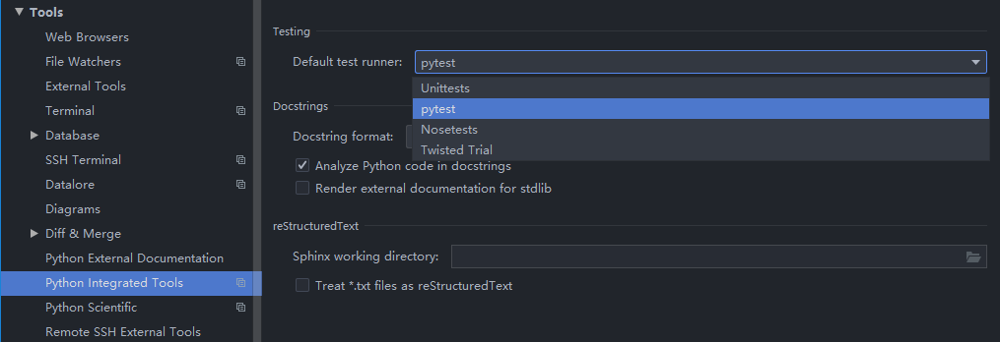 Tools
Web Browsers
File Watchers
External Tools
Terminal
Database
SSH Terminal
Datalore
Diagrams
Diff & Merge
Python External Documentation
Python Integrated Tools
Python Scientific
Remote SSH External Tools
Testing
Default test runner: pytest
Unittests
pytest
Nosetests
Twisted Trial
Docstrings
Docstring format:
Analyze Python code in docstrings
Render external documentation for stdlib
reStructuredText
Sphinx working directory:
Treat *.txt files as reStructuredText